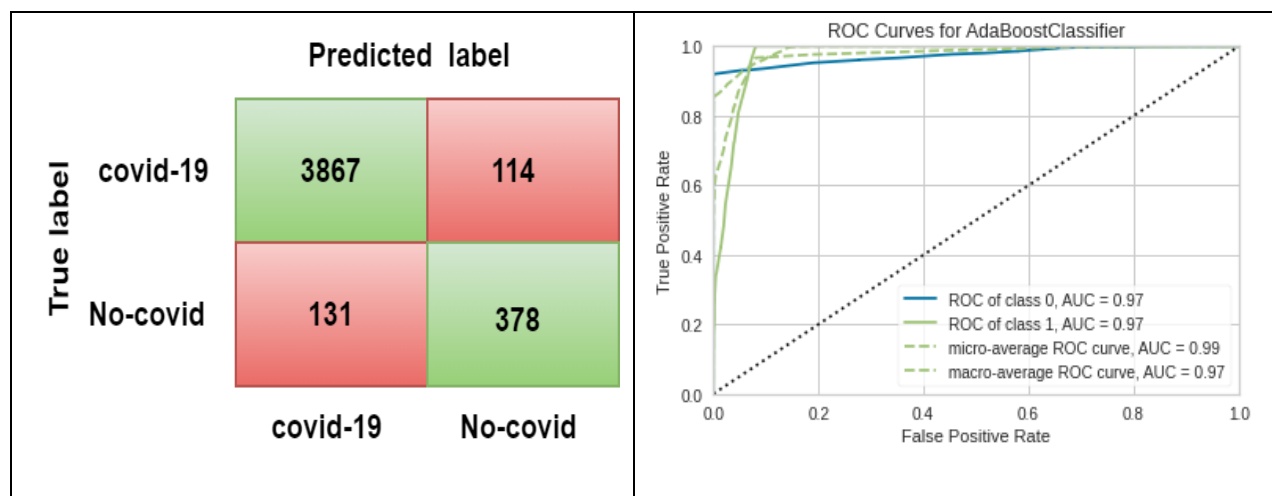 Predicted label
True label
covid-19
3867
114
No-covid
131
378
covid-19
No-covid
ROC Curves for AdaBoostClassifier
True Positive Rate
1.0
0.8
0.6
0.4
0.2
0.0
ROC of class 0, AUC = 0.97
ROC of class 1, AUC = 0.97
micro-average ROC curve, AUC = 0.99
macro-average ROC curve, AUC = 0.97
0.0 0.2 0.4 0.6 0.8 1.0
False Positive Rate